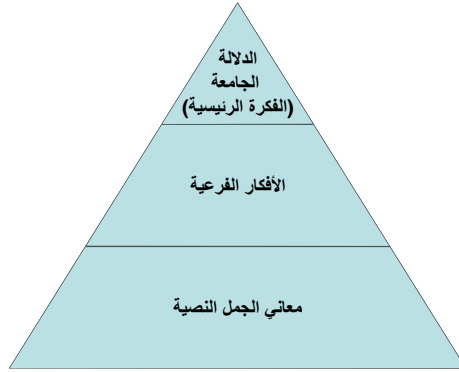 الدلالة
الجامعة
(الفكرة الرئيسية)
الأفكار الفرعية
معاني الجمل النصية